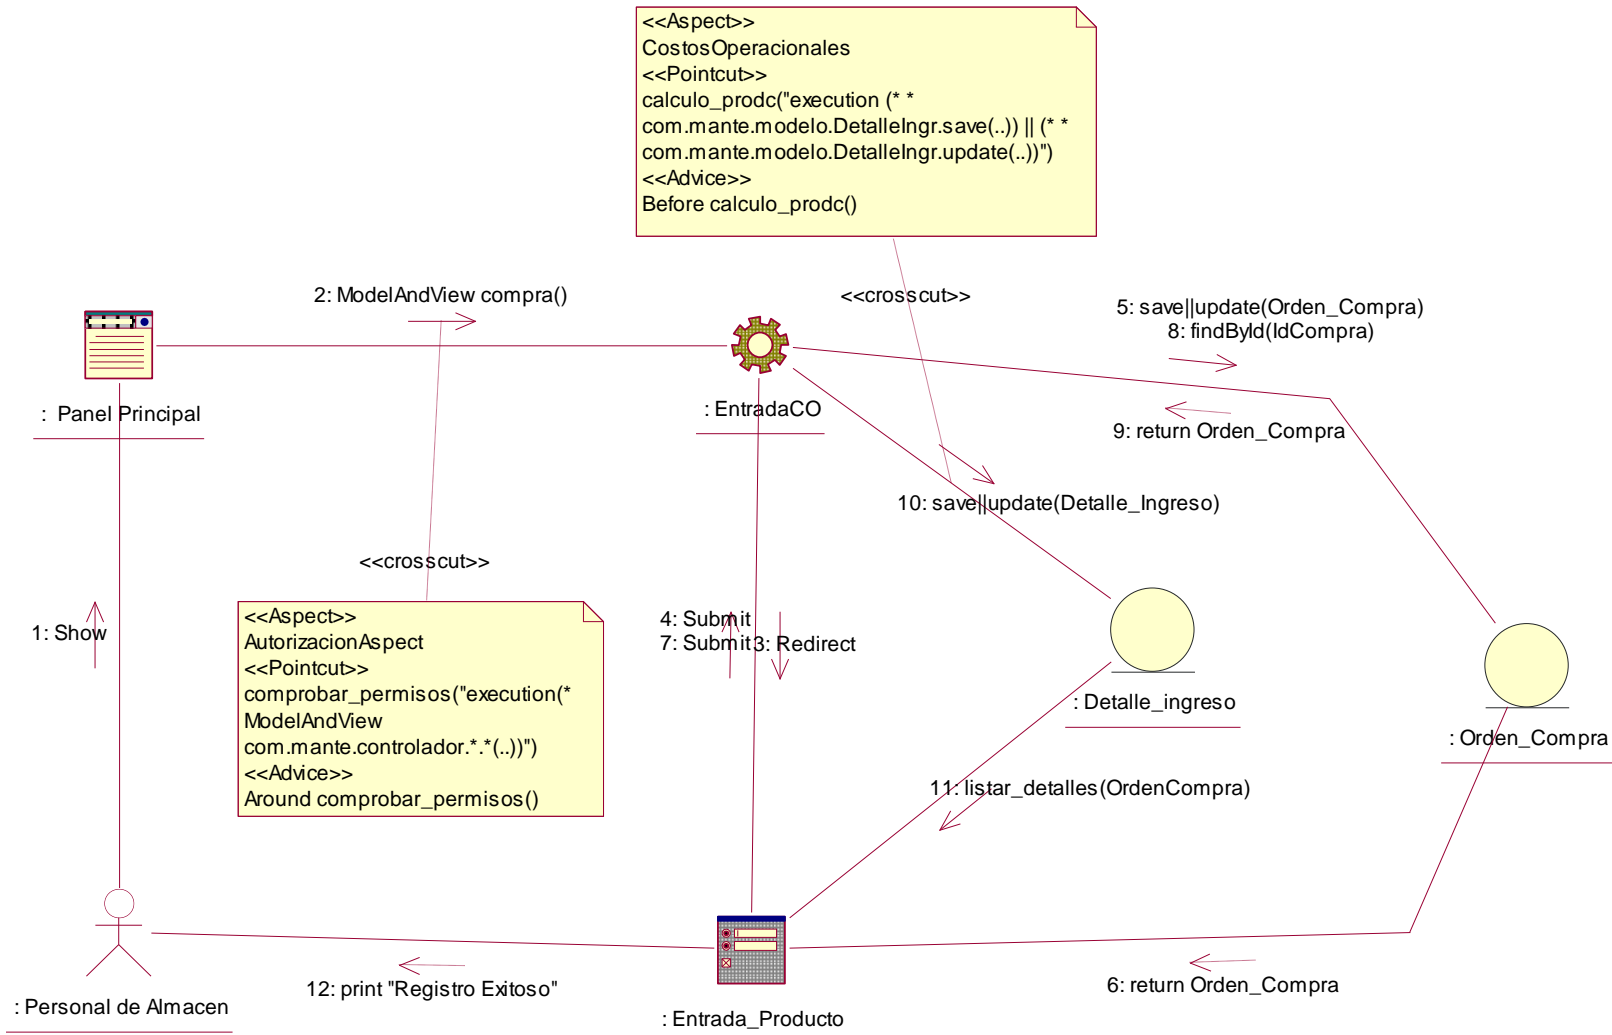 <<Aspect>>
CostosOperacionales
<<Pointcut>>
calculo_prodc("execution (* *
com.mante.modelo.DetalleIngr.save(..)) || (* *
com.mante.modelo.DetalleIngr.update(..))")
<<Advice>>
Before calculo_prodc()
2: ModelAndView compra()
<<crosscut>>
5: save||update(Orden_Compra)
8: findById(IdCompra)
: Panel Principal
: EntradaCO
9: return Orden_Compra
10: save||update(Detalle_Ingreso)
<<crosscut>>
1: Show
<<Aspect>>
AutorizacionAspect
<<Pointcut>>
comprobar_permisos("execution(*
ModelAndView
com.mante.controlador.*.*(..))")
<<Advice>>
Around comprobar_permisos()
4: Submit
7: Submit
3: Redirect
: Detalle_ingreso
: Orden_Compra
11: listar_detalles(OrdenCompra)
12: print "Registro Exitoso"
6: return Orden_Compra
: Personal de Almacen
: Entrada_Producto